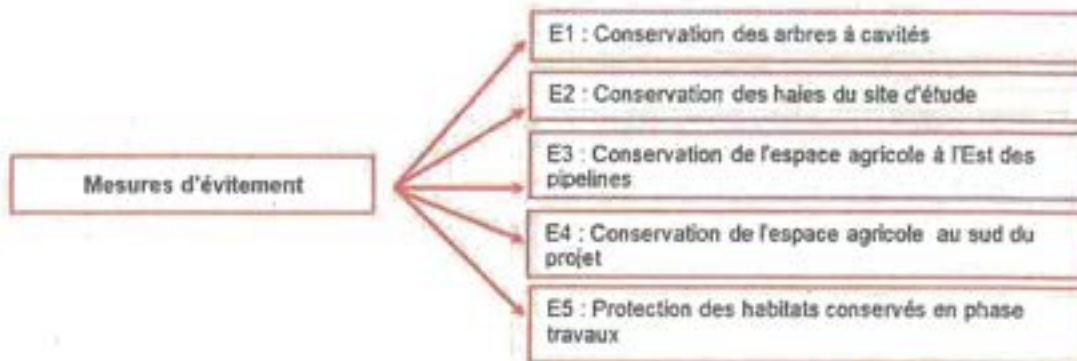 E1 : Conservation des arbres à cavités
E2 : Conservation des haies du site d'étude
Mesures d'évitement
E3 : Conservation de l'espace agricole à l'Est des
pipelines
E4 : Conservation de l'espace agricole au sud du
projet
E5 : Protection des habitats conservés en phase
travaux